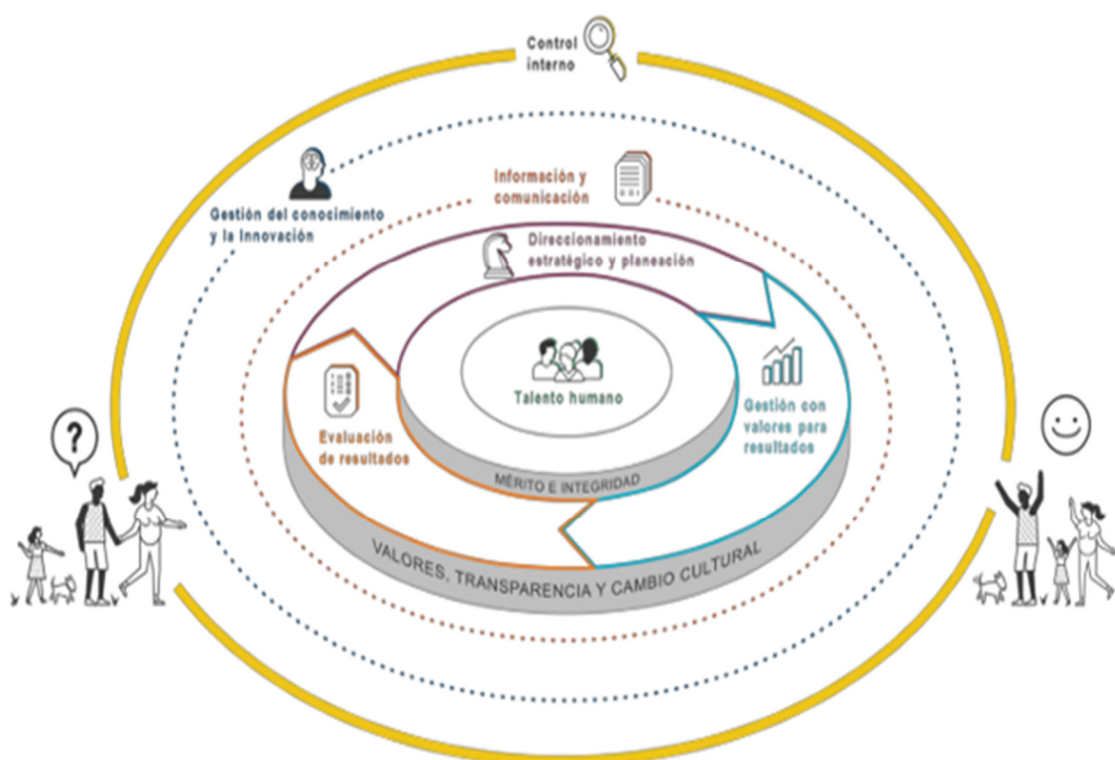 Control
interno
Información y
comunicación
Gestión del conocimiento
y la Innovación
Direccionamiento
estratégico y planeación
Talento humano
Gestión con
valores para
resultados
Evaluación
de resultados
MÉRITO E INTEGRIDAD
VALORES, TRANSPARENCIA Y CAMBIO CULTURAL
?